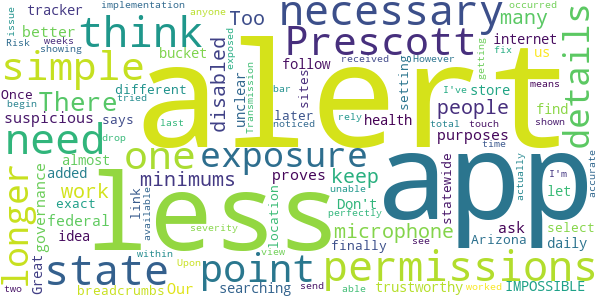 issue anyone implementation occurred
tracker Once weeks better showing bucket Too many internet us
Risk think disabled necessary
begin tried different unclear Prescott details
simple There suspicious says alert follow sites later health setting store find fix
exposed Transmission bar received noticed However I've getting means shown
need almost one exposure people purposes touch rely total time
longer governance added work minimums proves keep statewide app accurate
exact federal link available Don't microphone Arizona actually I'm let
idea last drop less location ask daily select
Great state Our within unable perfectly
point permissions
two breadcrumbs finally Upon severity view searching send able see trustworthy worked IMPOSSIBLE